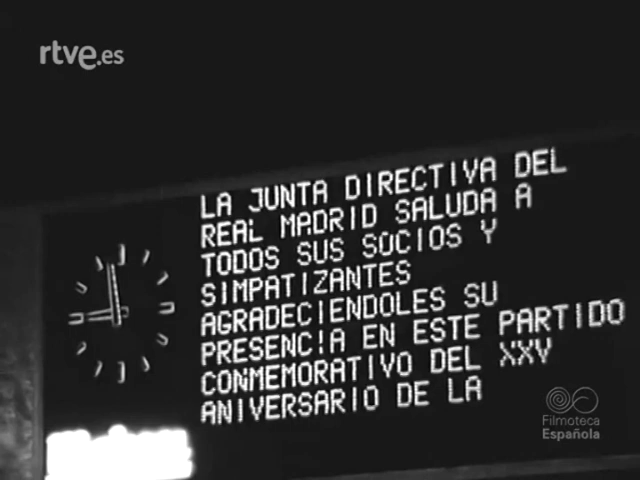 rtve.es
LA JUNTA DIRECTIVA DEL
REAL MADRID SALUDA A
TODOS SUS SOCIOS Y
SIMPATIZANTES
AGRADECIENDOLES SU
PRESENCIA EN ESTE PARTIDO
CONMEMORATIVO DEL XXV
ANIVERSARIO DE LA
Filmoteca
Española